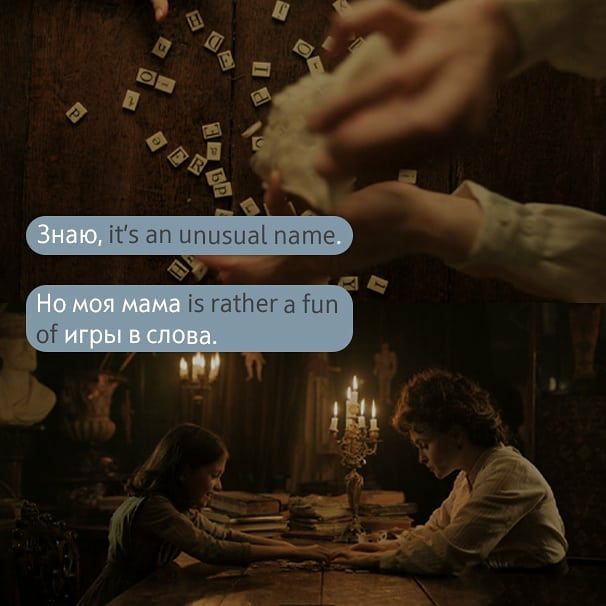 Знаю, it's an unusual name.
Но моя мама is rather a fun
of игры в слова.